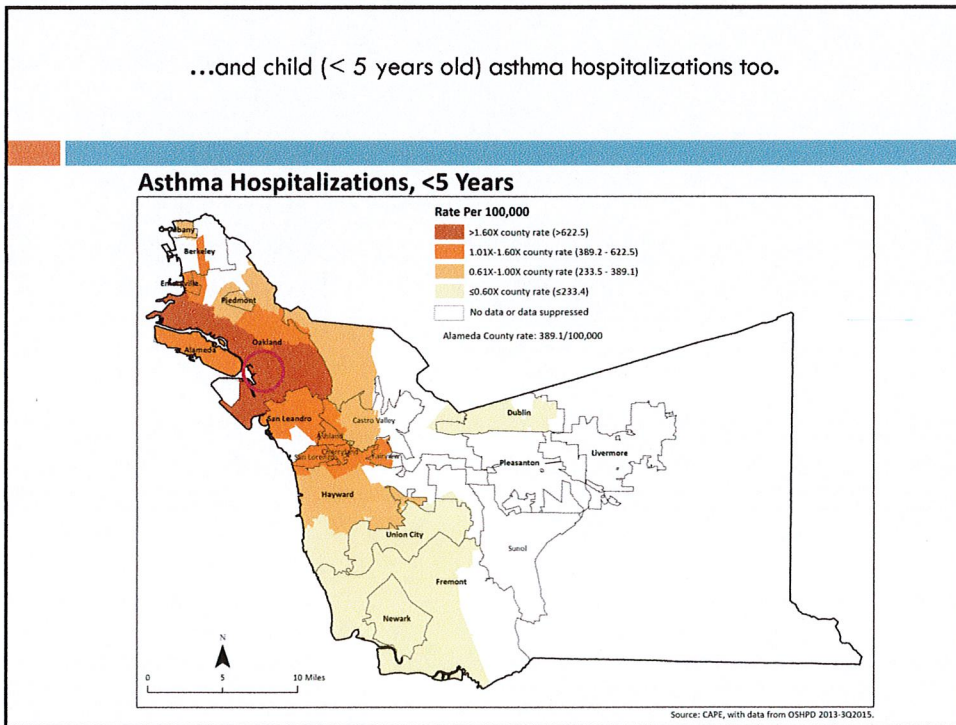 ...and child (< 5 years old) asthma hospitalizations too.
Asthma Hospitalizations, <5 Years
Rate Per 100,000
>1.60X county rate (>622.5)
1.01X-1.60X county rate (389.2 - 622.5)
0.61X-1.00X county rate (233.5 - 389.1)
≤0.60X county rate (≤233.4)
No data or data suppressed
Alameda County rate: 389.1/100,000
Albany
Berkeley
Emeryville
Piedmont
Oakland
Alameda
San Leandro
Castro Valley
Ashland
Cherryland
San Lorenzo
Fairview
Dublin
Livermore
Pleasanton
Hayward
Union City
Sunol
Fremont
Newark
N
0 5 10 Miles
Source: CAPE, with data from OSHPD 2013-3Q2015.